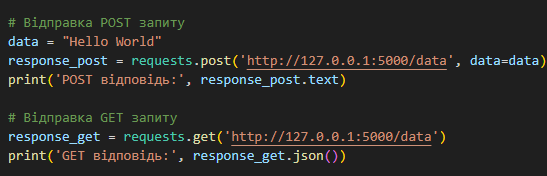 # Відправка POST запиту
data = "Hello World"
response_post = requests.post('http://127.0.0.1:5000/data', data=data)
print('POST відповідь:', response_post.text)
# Відправка GET запиту
response_get = requests.get('http://127.0.0.1:5000/data')
print('GET відповідь:', response_get.json())